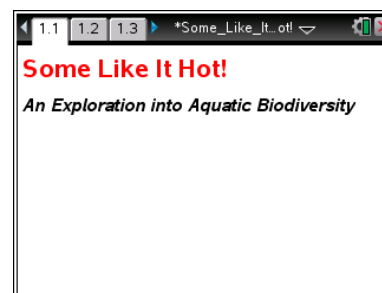 1.1 1.2 1.3 *Some_Like_It…ot!
Some Like It Hot!
An Exploration into Aquatic Biodiversity